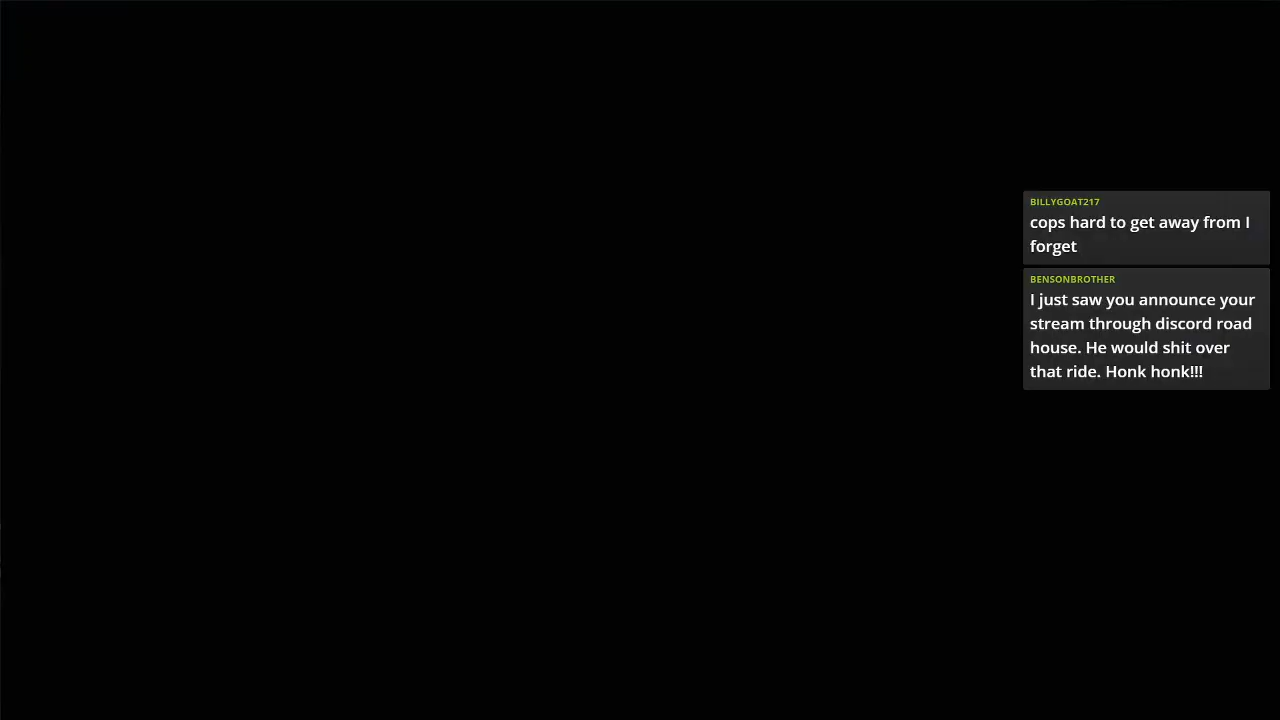 BILLYGOAT217
cops hard to get away from I
forget
BENSONBROTHER
I just saw you announce your
stream through discord road
house. He would shit over
that ride. Honk honk!!!